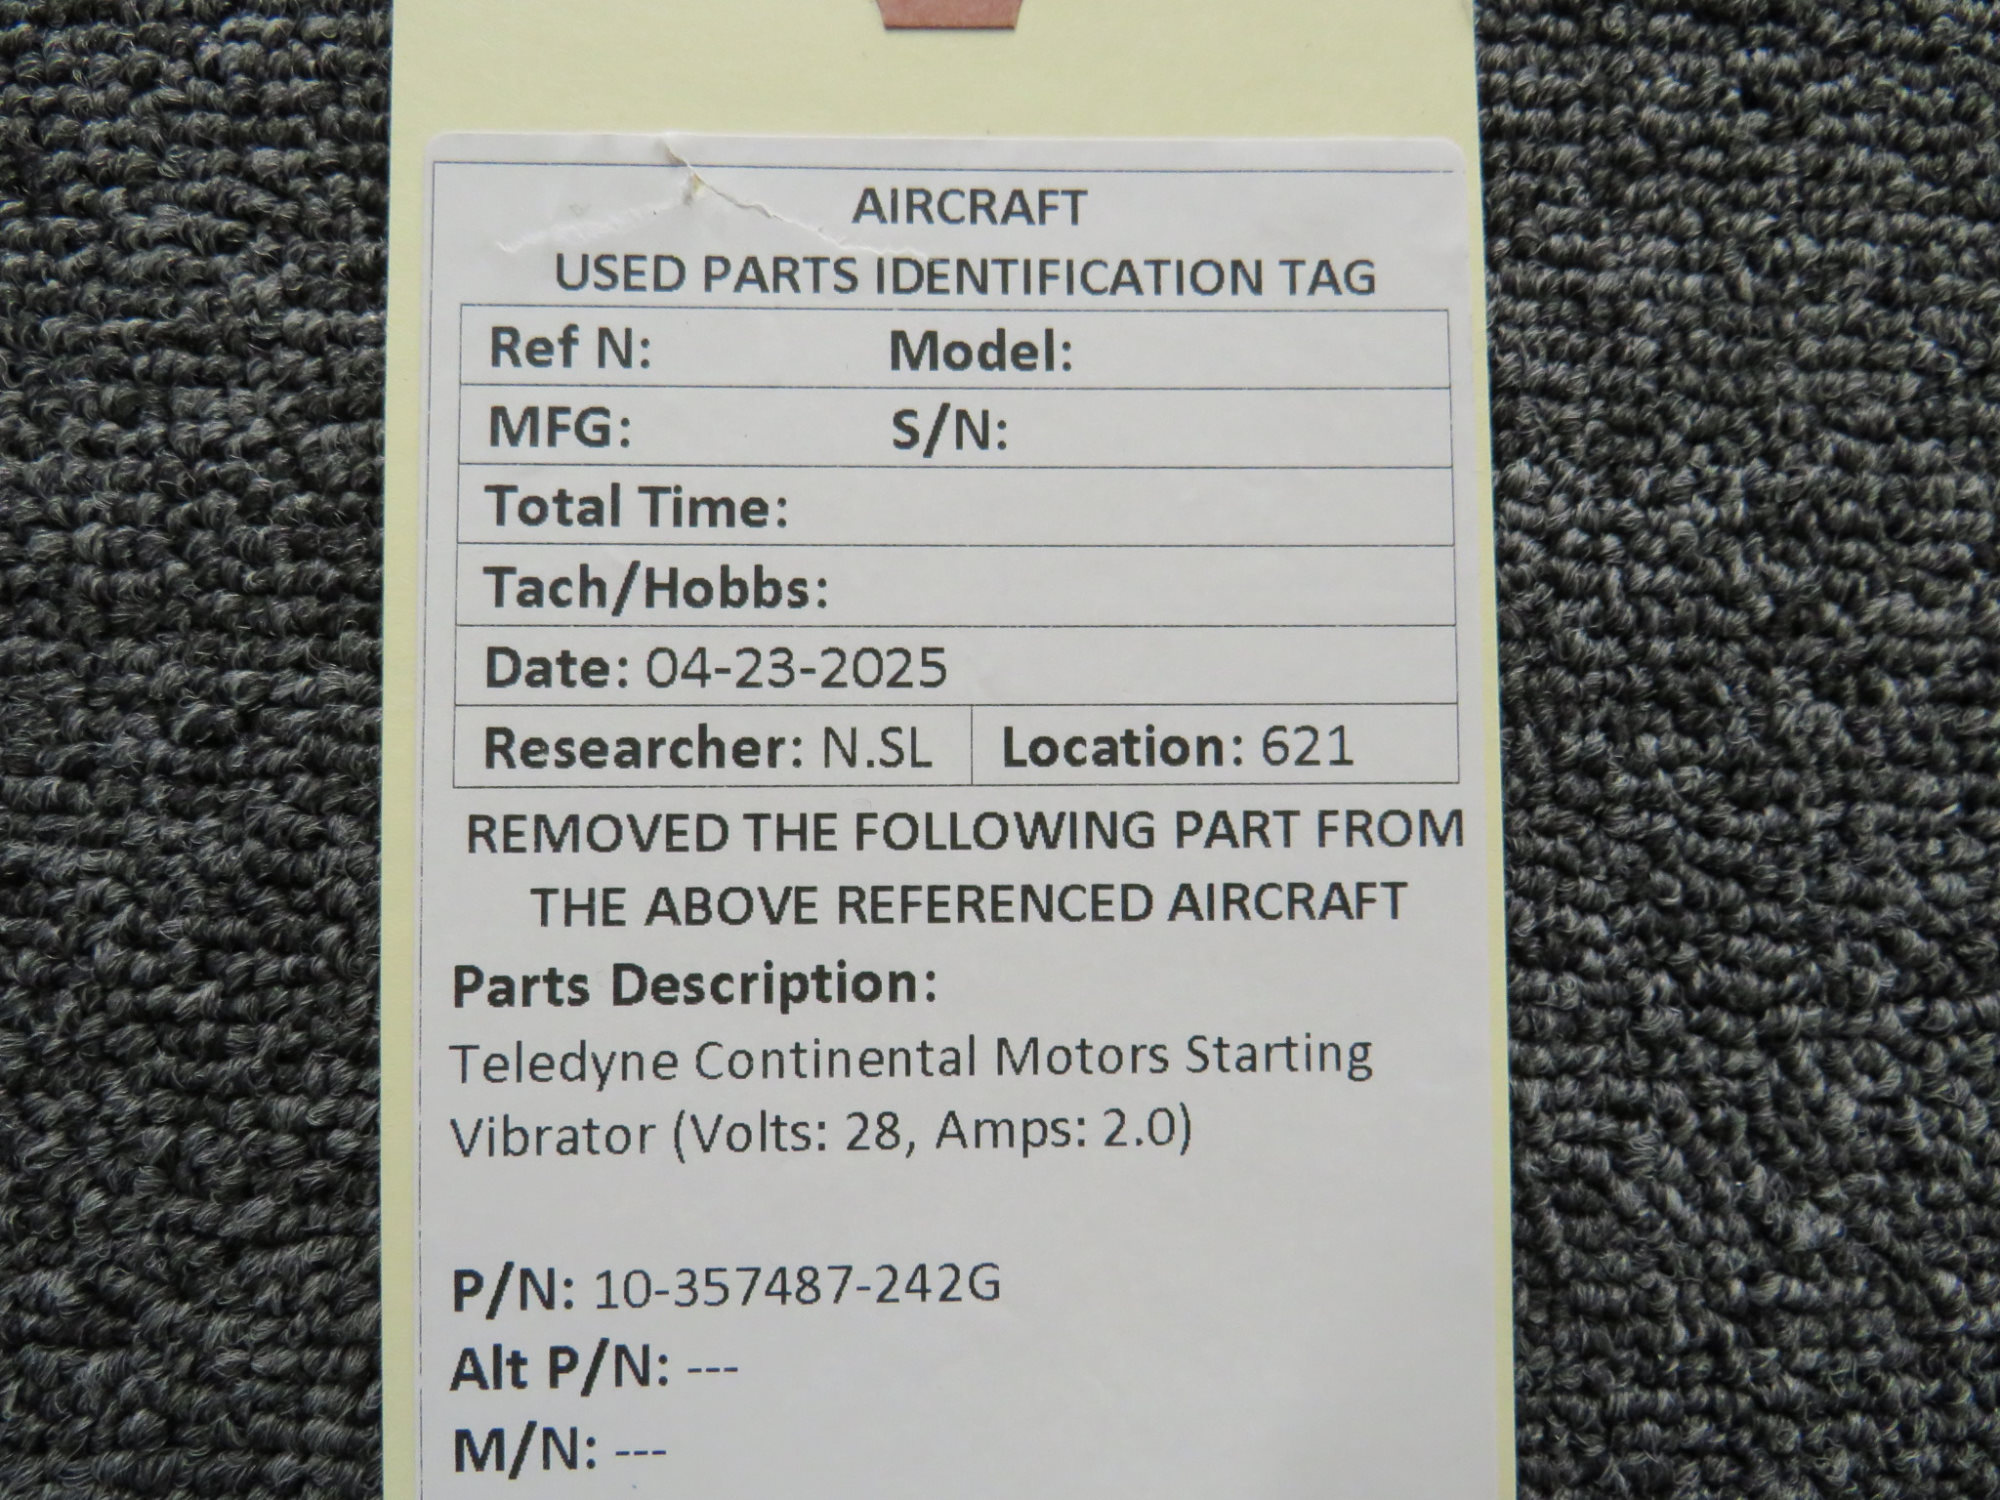 AIRCRAFT
USED PARTS IDENTIFICATION TAG
Ref N: Model:
MFG: S/N:
Total Time:
Tach/Hobbs:
Date: 04-23-2025
Researcher: N.SL Location: 621
REMOVED THE FOLLOWING PART FROM
THE ABOVE REFERENCED AIRCRAFT
Parts Description:
Teledyne Continental Motors Starting
Vibrator (Volts: 28, Amps: 2.0)
P/N: 10-357487-242G
Alt P/N: ---
M/N: ---